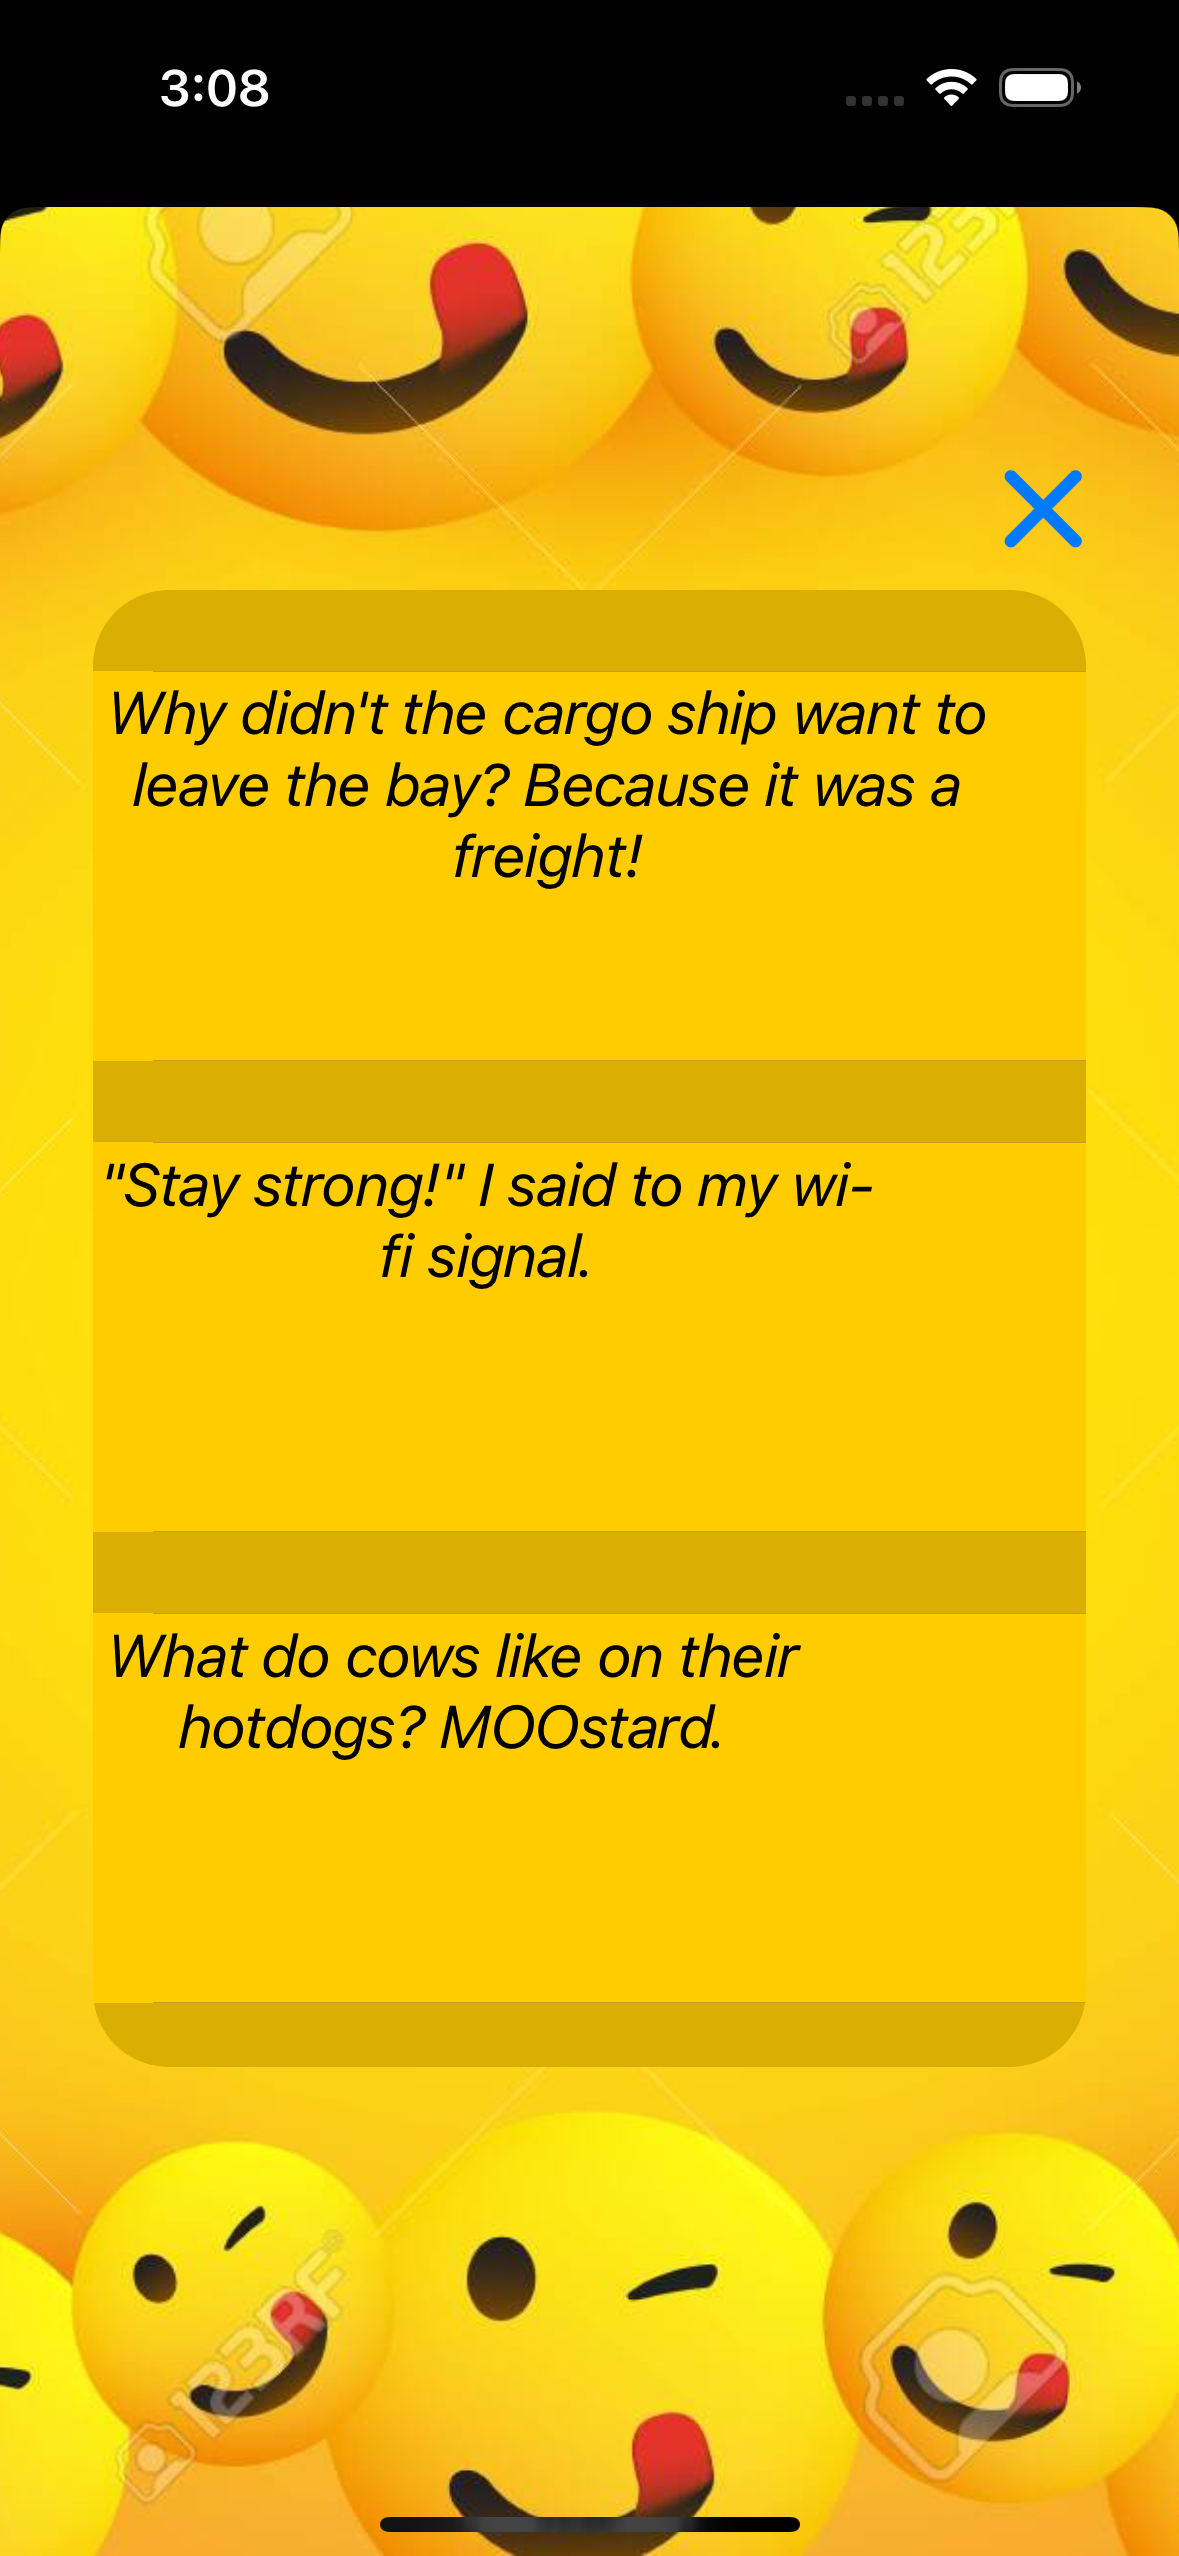 3:08
123R
Why didn't the cargo ship want to
leave the bay? Because it was a
freight!
"Stay strong!" I said to my wi-
fi signal.
What do cows like on their
hotdogs? MOOstard.
123RF®